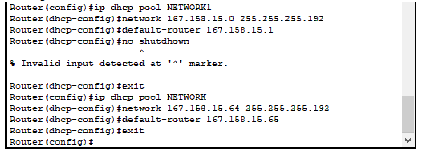 Router(config)#ip dhcp pool NETWORK1
Router(dhcp-config)#network 167.158.15.0 255.255.255.192
Router(dhcp-config)#default-router 167.158.15.1
Router(dhcp-config)#no shutdhown
^
% Invalid input detected at '^' marker.
Router(dhcp-config)#exit
Router(config)#ip dhcp pool NETWORK
Router(dhcp-config)#network 167.158.15.64 255.255.255.192
Router(dhcp-config)#default-router 167.158.15.65
Router(dhcp-config)#exit
Router(config)#